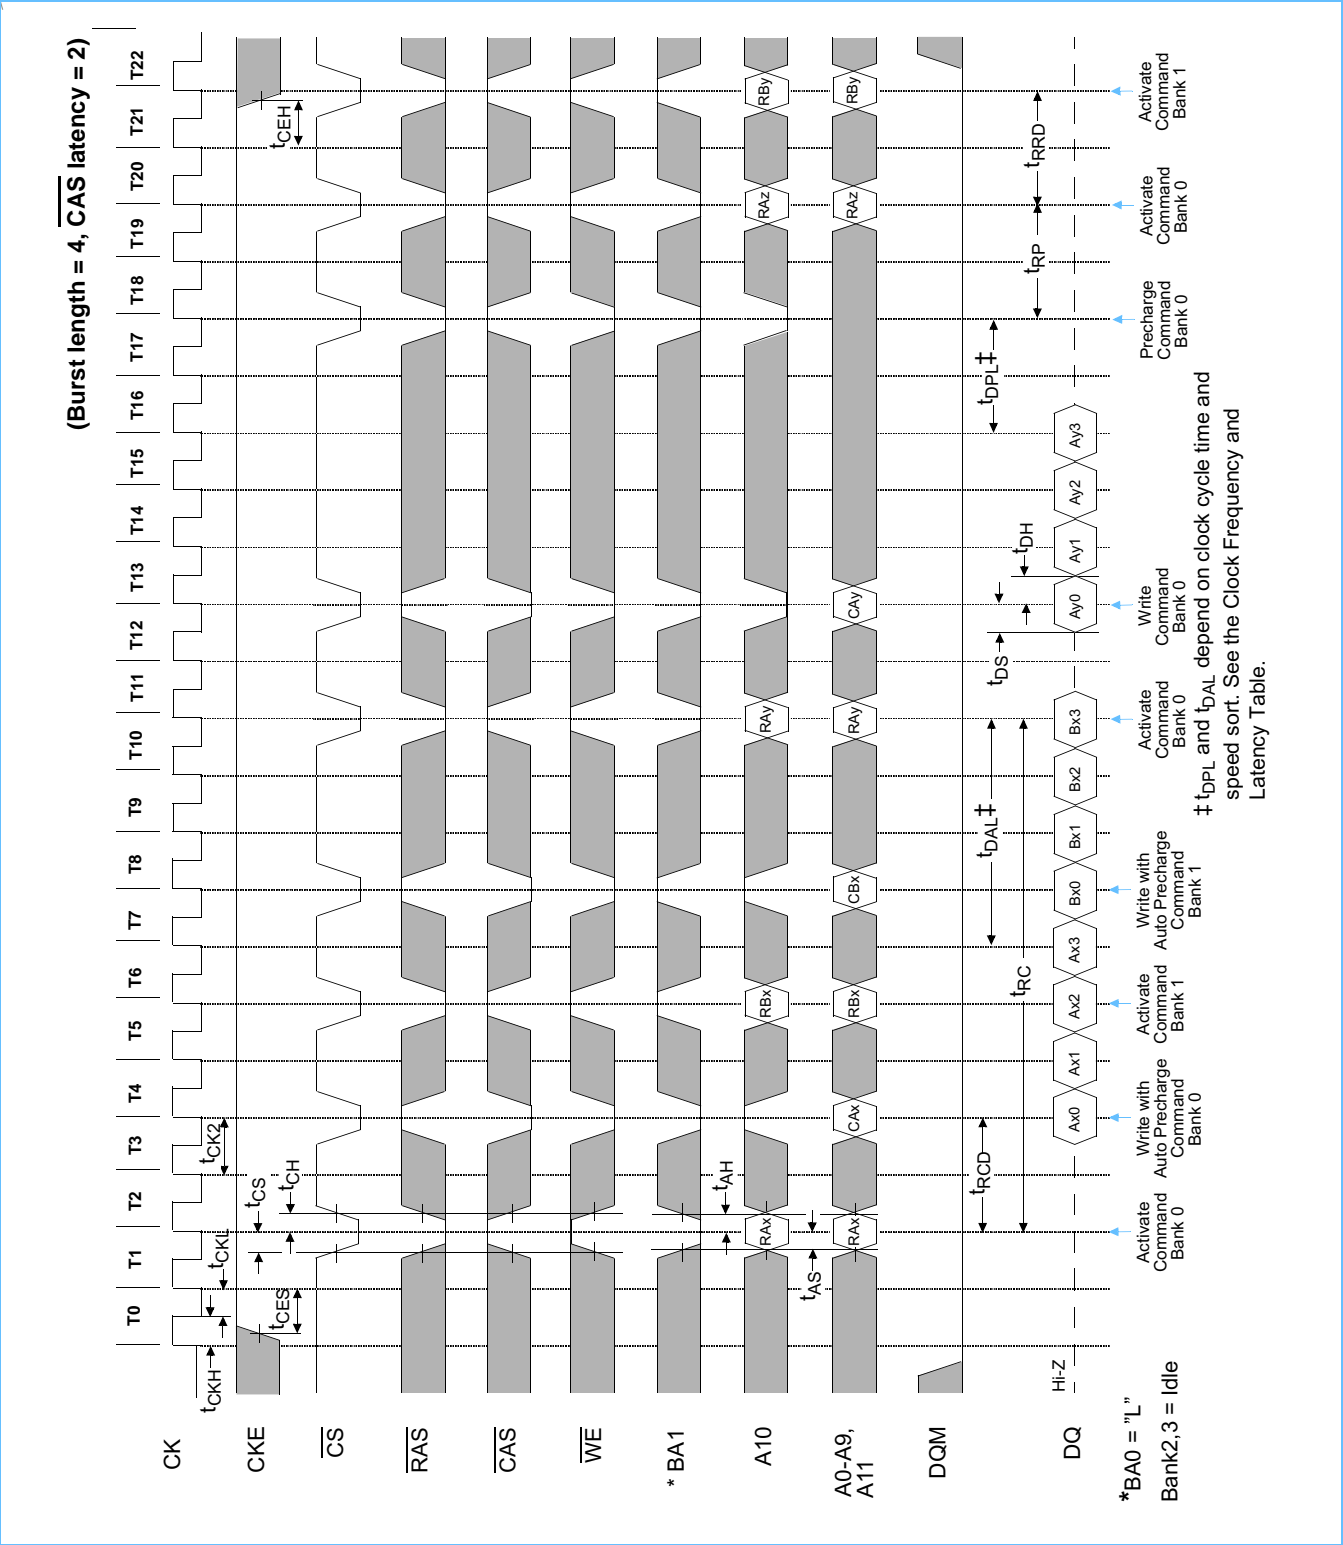 (Burst length = 4, CAS latency = 2)
T0 T1 T2 T3 T4 T5 T6 T7 T8 T9 T10 T11 T12 T13 T14 T15 T16 T17 T18 T19 T20 T21 T22
CK
tCKH
tCKL
tCK2
CKE
tCES
tCS
tCEH
CS
tCH
RAS
CAS
WE
* BA1
tAH
A10
RAx
RBx
RAy
RAz
RBy
tAS
A0-A9,
A11
RAx
CAx
RBx
CBx
RAy
CAy
RAz
RBy
DQM
tRCD
tDAL‡
tDS
tDPL‡
tRC
tDH
tRP
tRRD
DQ
Hi-Z
Ax0
Ax1
Ax2
Ax3
Bx0
Bx1
Bx2
Bx3
Ay0
Ay1
Ay2
Ay3
Activate
Command
Bank 0
Write with
Auto Precharge
Command
Bank 0
Activate
Command
Bank 1
Write with
Auto Precharge
Command
Bank 1
Activate
Command
Bank 0
Write
Command
Bank 0
Precharge
Command
Bank 0
Activate
Command
Bank 0
Activate
Command
Bank 1
*BA0 = ”L”
Bank2,3 = Idle
‡ tDPL and tDAL depend on clock cycle time and
speed sort. See the Clock Frequency and
Latency Table.